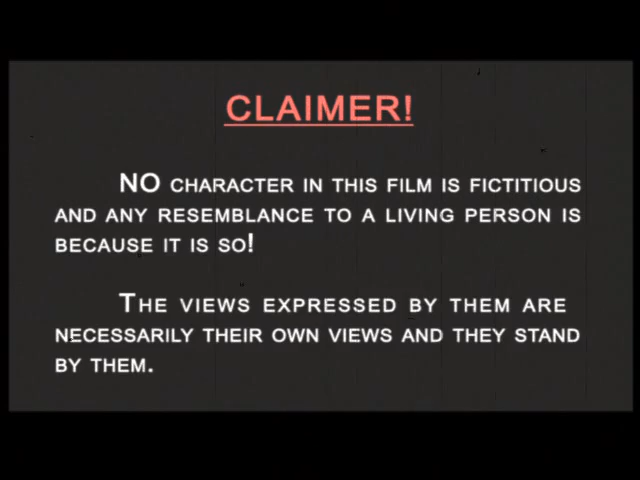 CLAIMER!
NO CHARACTER IN THIS FILM IS FICTITIOUS
AND ANY RESEMBLANCE TO A LIVING PERSON IS
BECAUSE IT IS SO!
THE VIEWS EXPRESSED BY THEM ARE
NECESSARILY THEIR OWN VIEWS AND THEY STAND
BY THEM.